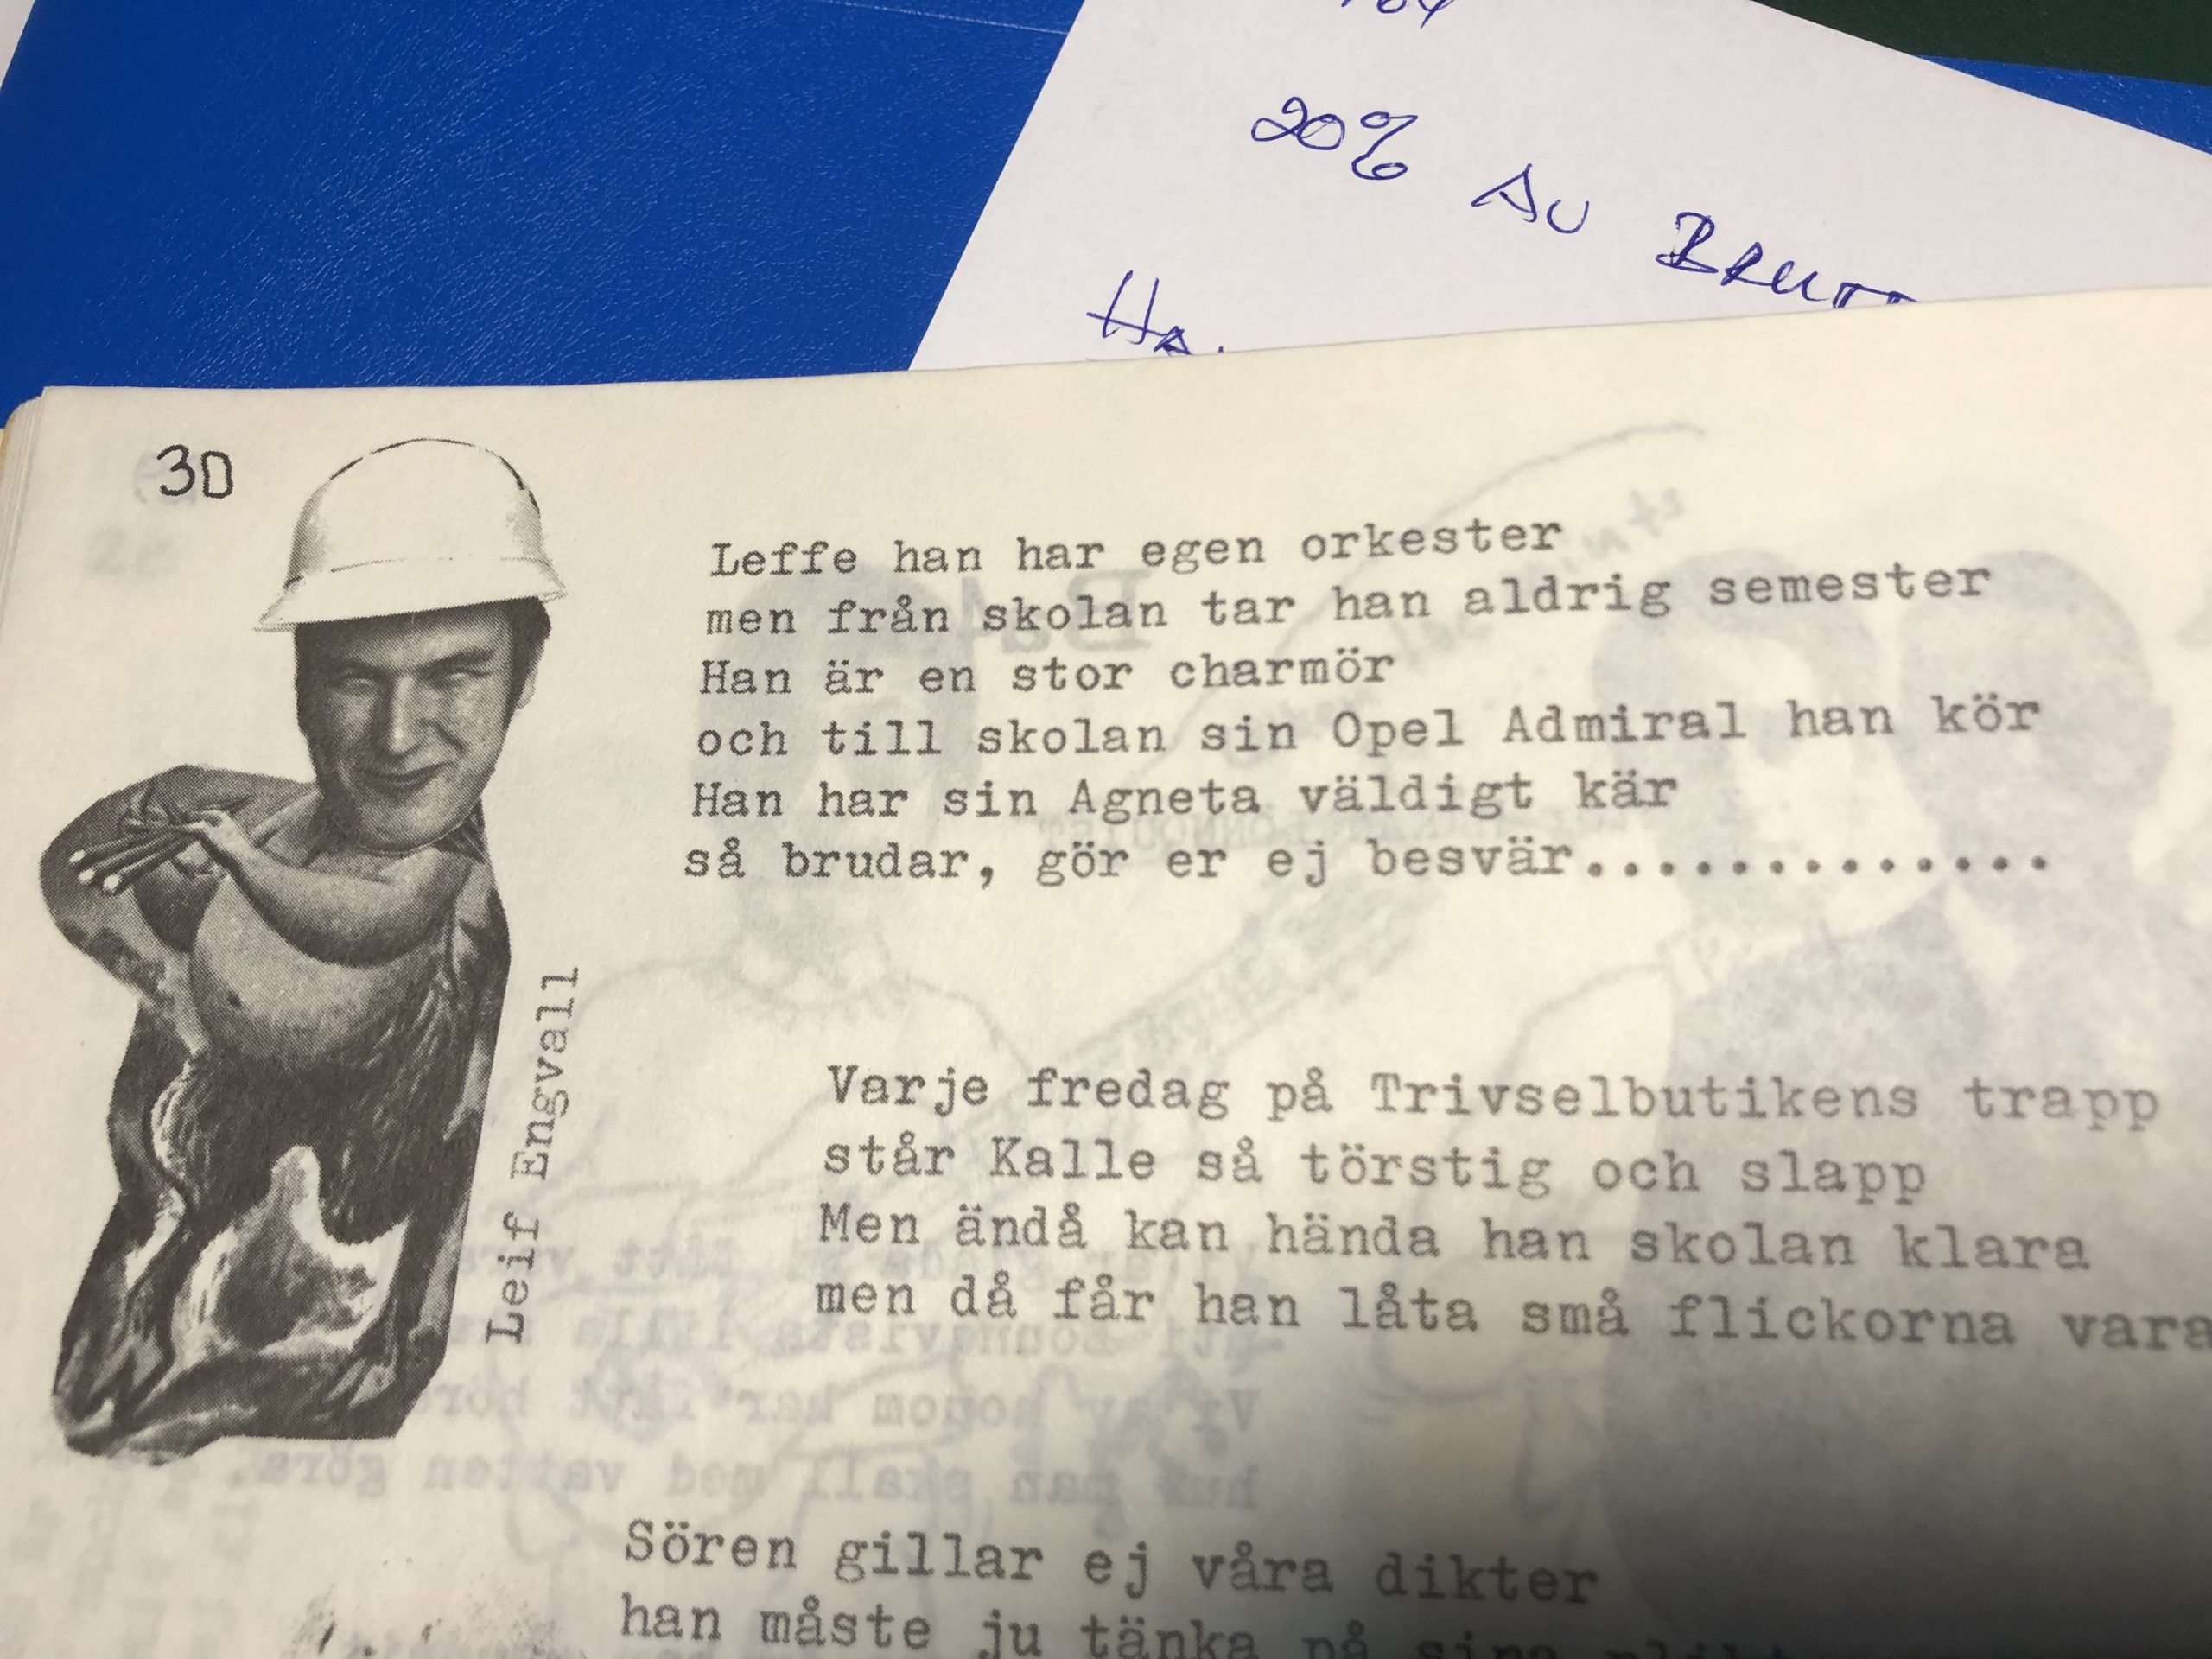 20% AV
30
Leffe han har egen orkester
men från skolan tar han aldrig semester
Han är en stor charmör
och till skolan sin Opel Admiral han kör
Han har sin Agneta väldigt kär
så brudar, gör er ej besvär.............
Leif Engvall
Varje fredag på Trivselbutikens trapp
står Kalle så törstig och slapp
Men ändå kan hända han skolan klara
men då får han låta små flickorna vara
Sören gillar ej våra dikter
han måste ju tänka på sina